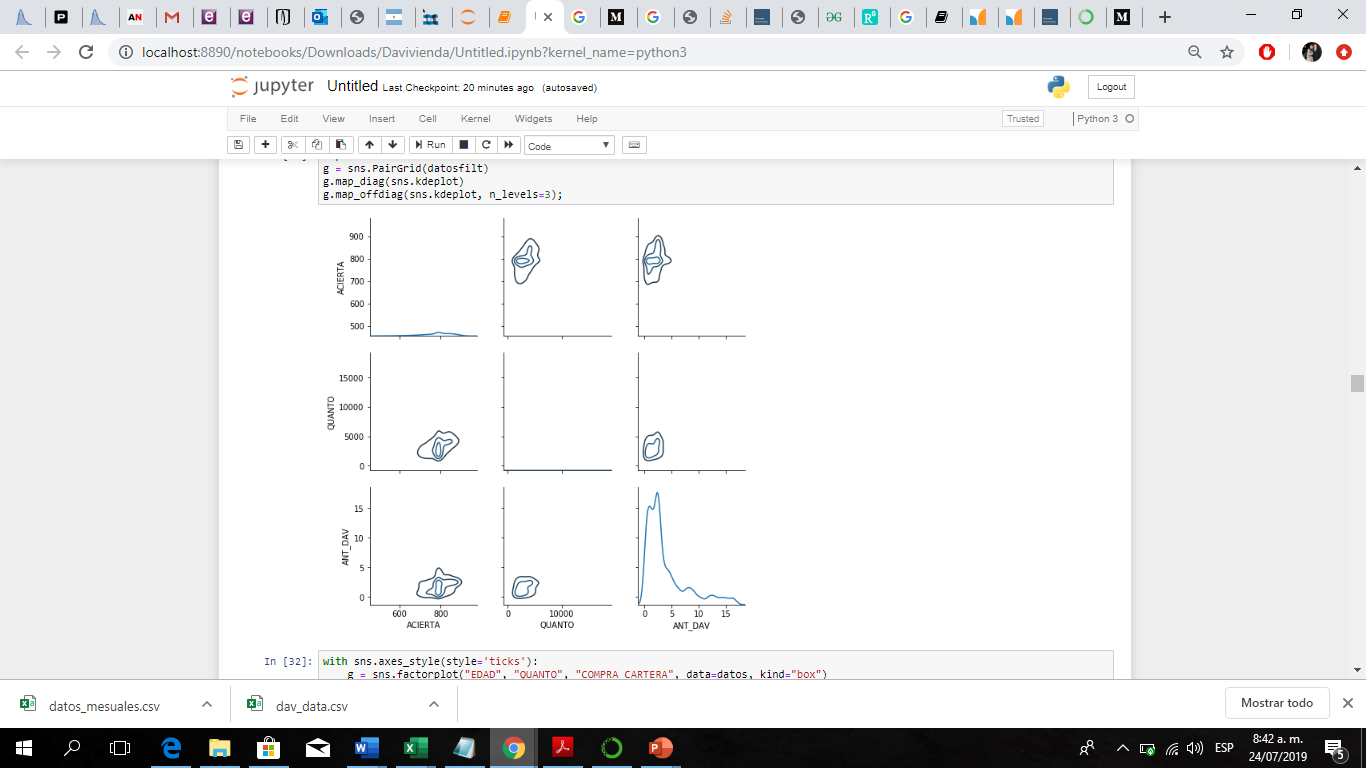 AN
localhost:8890/notebooks/Downloads/Davivienda/Untitled.ipynb?kernel_name=python3
jupyter Untitled Last Checkpoint: 20 minutes ago (autosaved)
Logout
File Edit View Insert Cell Kernel Widgets Help
Trusted Python 3
Run Code
g = sns.PairGrid(datosfilt)
g.map_diag(sns.kdeplot)
g.map_offdiag(sns.kdeplot, n_levels=3);
900
800
700
600
500
ACIERTA
15000
10000
5000
0
QUANTO
15
10
5
0
ANT_DAV
600 800 0 10000 0 5 10 15
ACIERTA QUANTO ANT_DAV
In [32]: with sns.axes_style(style='ticks'):
g = sns.factorplot("EDAD", "QUANTO", "COMPRA CARTERA", data=datos, kind="box")
datos_mesuales.csv dav_data.csv Mostrar todo
ESP
8:42 a. m.
24/07/2019
5